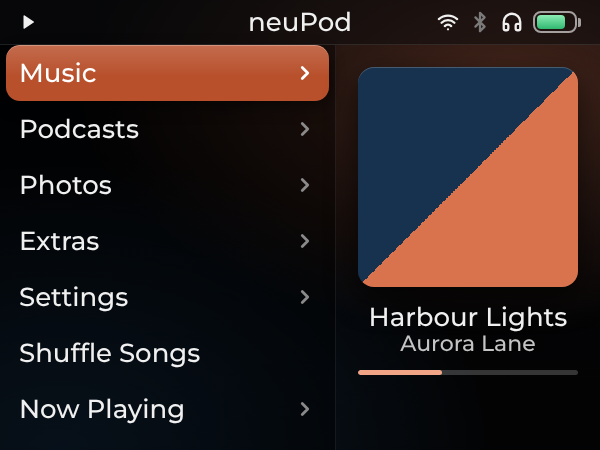 neuPod
Music
Podcasts
Photos
Extras
Settings
Shuffle Songs
Now Playing
Harbour Lights
Aurora Lane